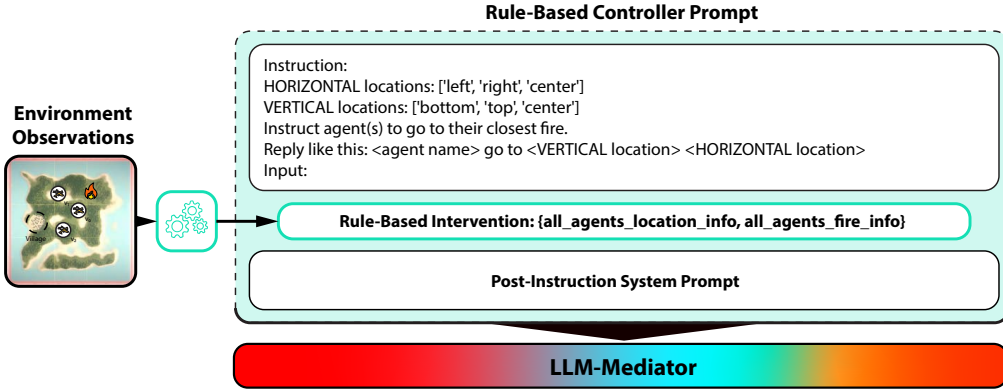 Rule-Based Controller Prompt
Instruction:
HORIZONTAL locations: ['left', 'right', 'center']
VERTICAL locations: ['bottom', 'top', 'center']
Instruct agent(s) to go to their closest fire.
Reply like this: <agent name> go to <VERTICAL location> <HORIZONTAL location>
Input:
Environment
Observations
Village
Rule-Based Intervention: {all_agents_location_info, all_agents_fire_info}
Post-Instruction System Prompt
LLM-Mediator